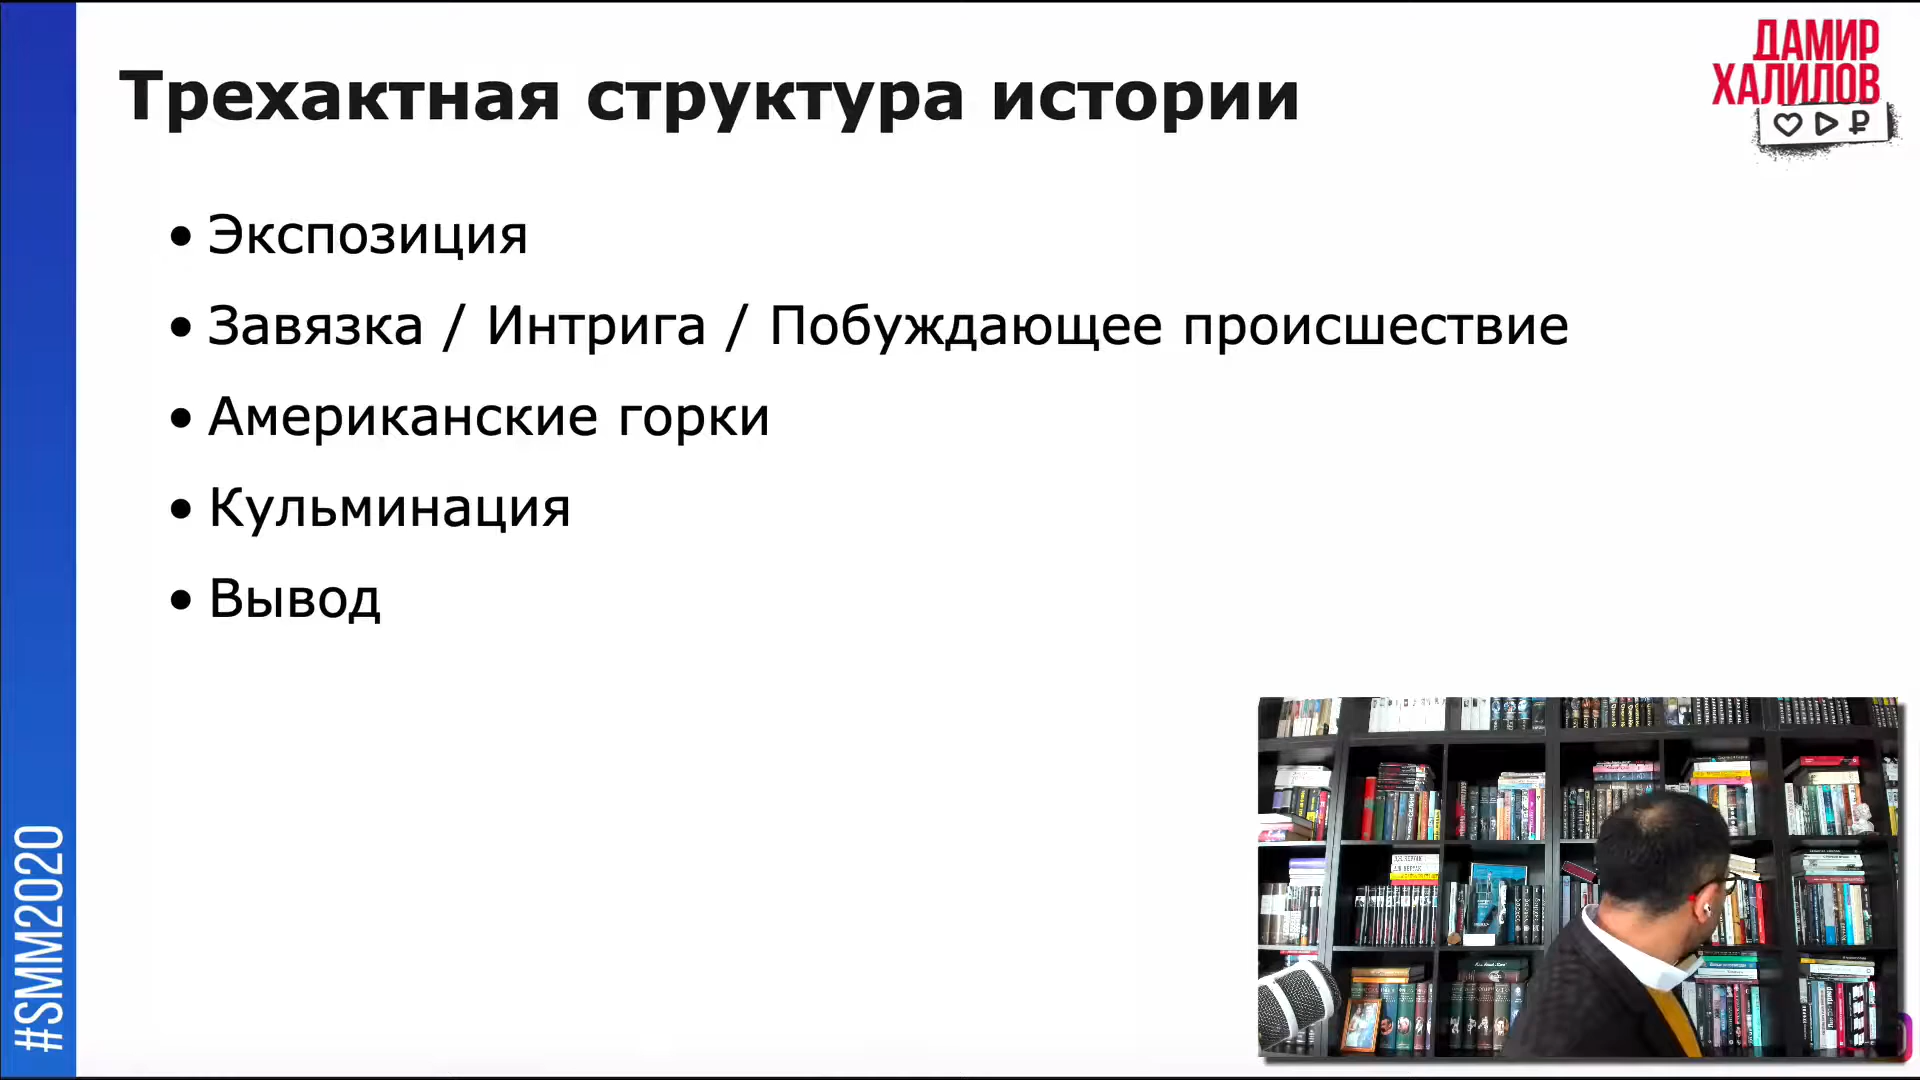 Трехактная структура истории
ДАМИР
ХАЛИЛОВ
• Экспозиция
• Завязка / Интрига / Побуждающее происшествие
• Американские горки
• Кульминация
• Вывод
#SMM2020